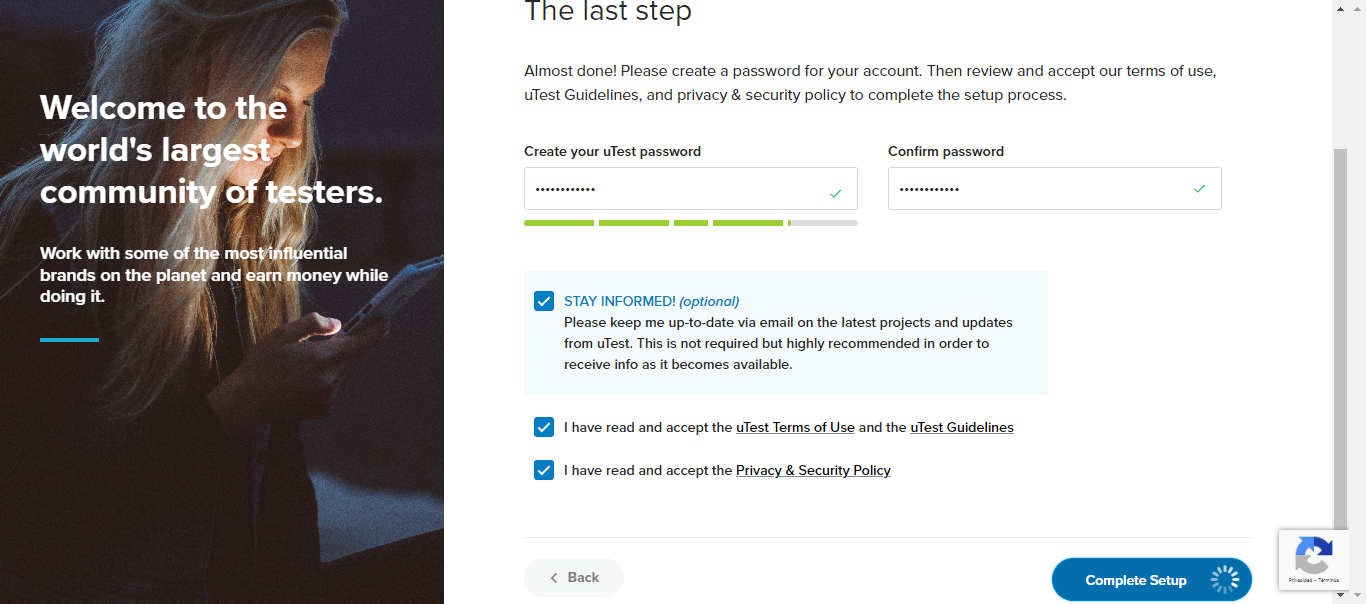 Welcome to the
world's largest
community of testers.
Work with some of the most influential
brands on the planet and earn money while
doing it.
The last step
Almost done! Please create a password for your account. Then review and accept our terms of use,
uTest Guidelines, and privacy & security policy to complete the setup process.
Create your uTest password
Confirm password
••••••••••••
••••••••••••
STAY INFORMED! (optional)
Please keep me up-to-date via email on the latest projects and updates
from uTest. This is not required but highly recommended in order to
receive info as it becomes available.
I have read and accept the uTest Terms of Use and the uTest Guidelines
I have read and accept the Privacy & Security Policy
Back
Complete Setup
Privacidad - Términos